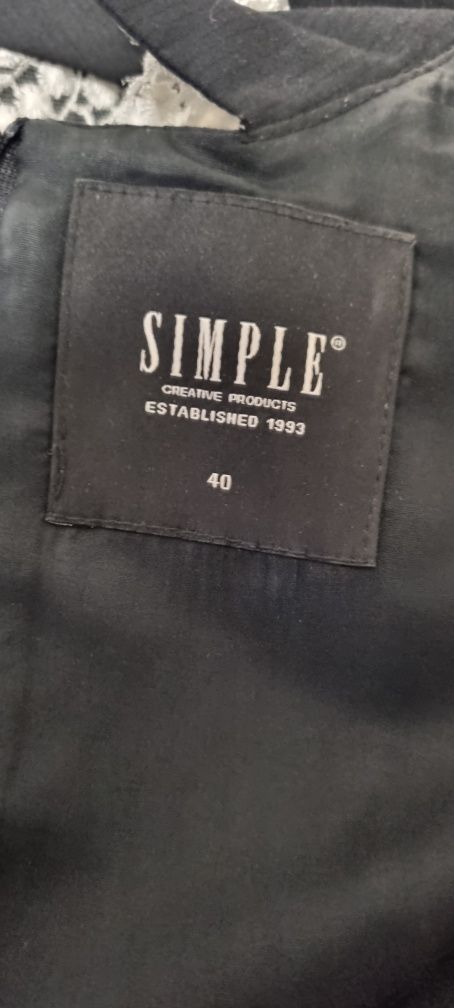 SIMPLE®
CREATIVE PRODUCTS
ESTABLISHED 1993
40